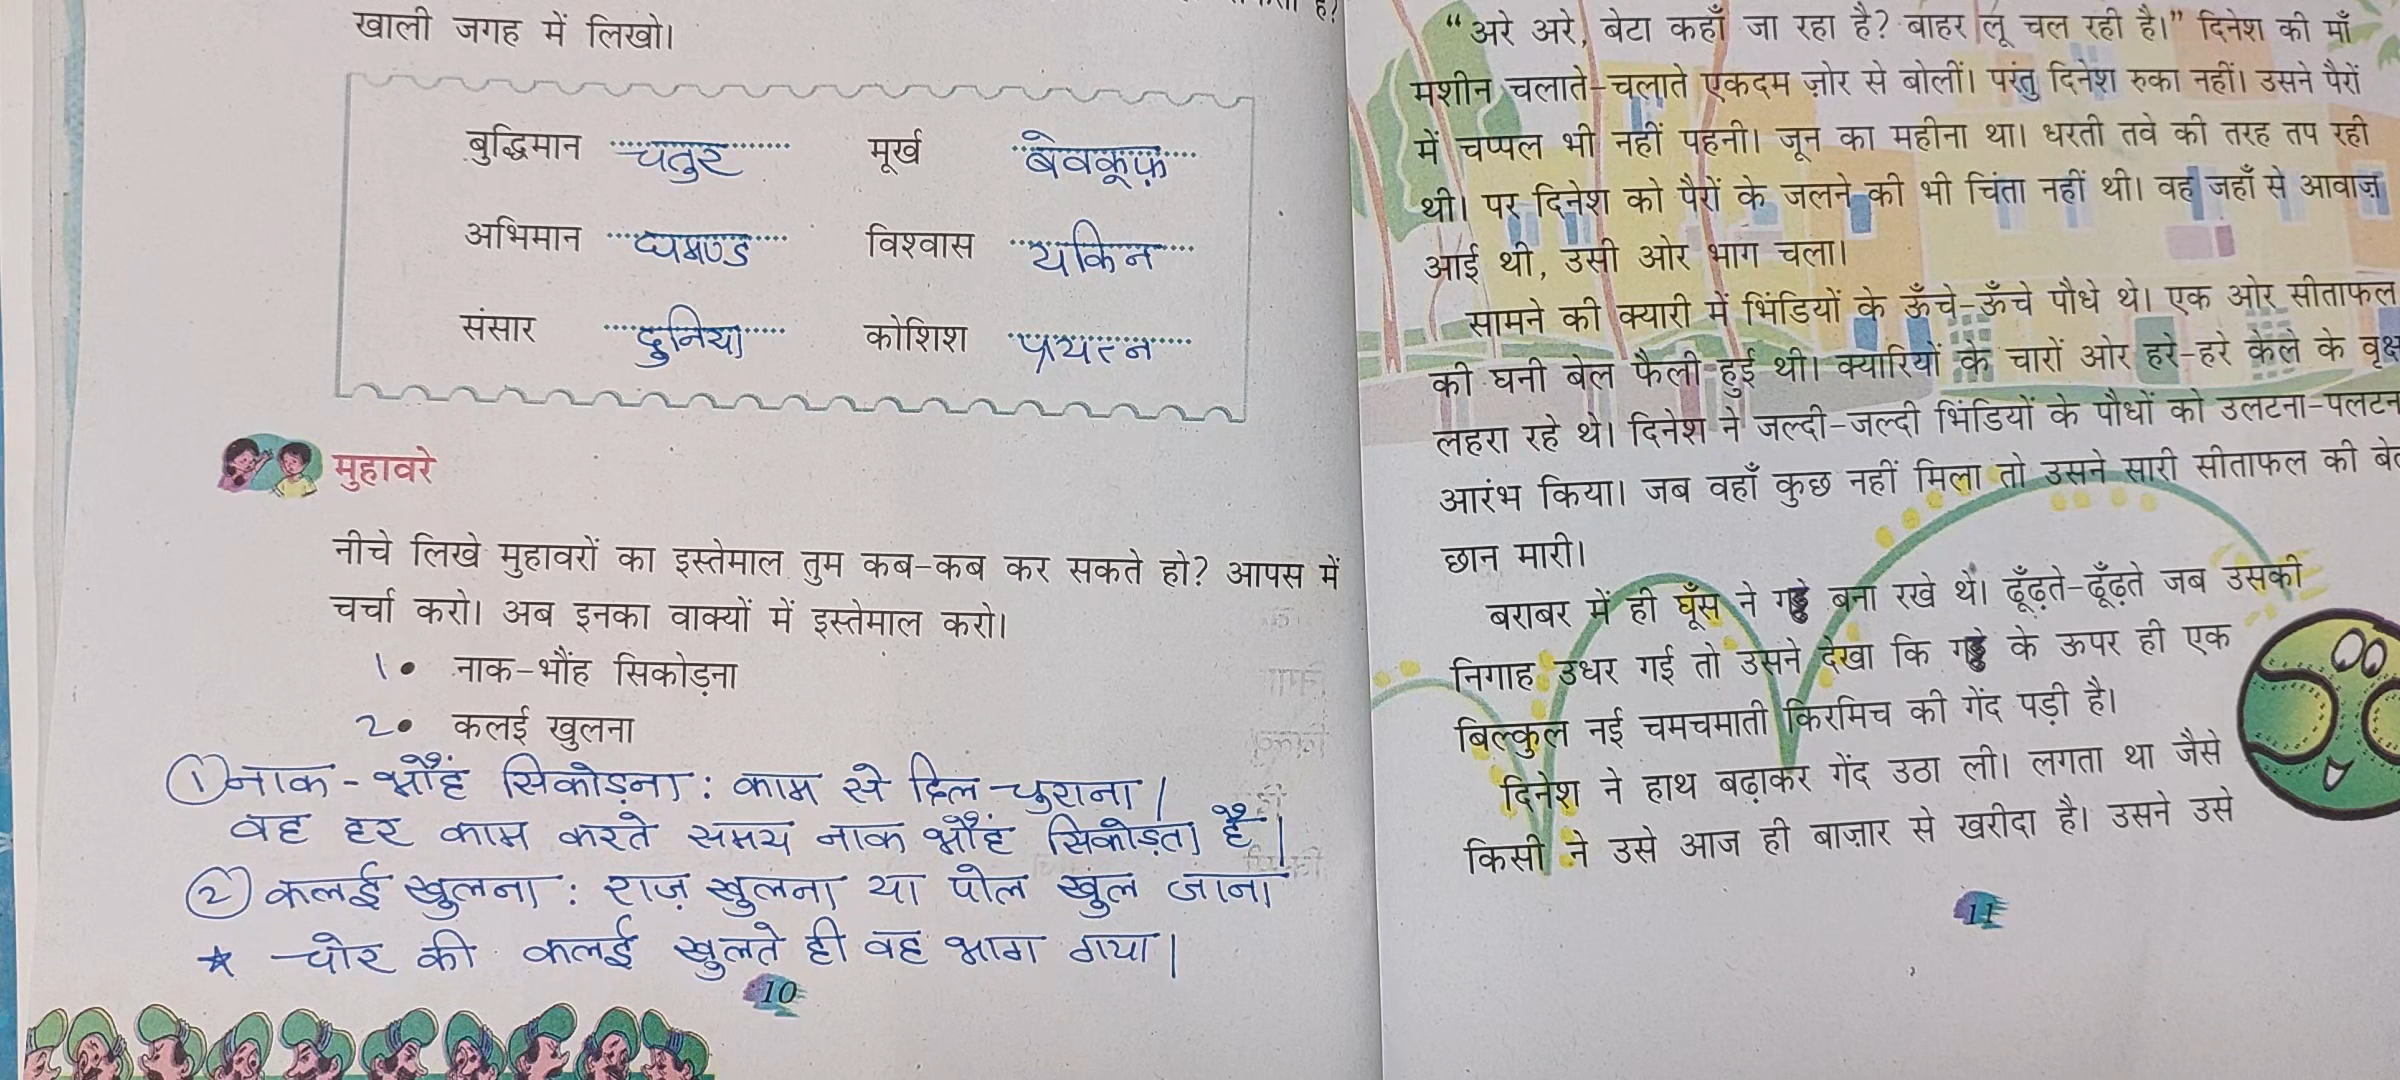 खाली जगह में लिखो।
बुद्धिमान चतुर मूर्ख बेवकूफ़
अभिमान घमण्ड विश्वास यकिन
संसार दुनिया कोशिश प्रयत्न
मुहावरे
नीचे लिखे मुहावरों का इस्तेमाल तुम कब-कब कर सकते हो? आपस में
चर्चा करो। अब इनका वाक्यों में इस्तेमाल करो।
1 • नाक-भौंह सिकोड़ना
2 • कलई खुलना
① नाक - भौंहं सिकोड़ना : काम से दिल चुराना |
वह हर काम करते समय नाक भौंहं सिकोड़ता है |
② कलई खुलना : राज़ खुलना या पोल खुल जाना
★ चोर की कलई खुलते ही वह भाग गया |
10
“अरे अरे, बेटा कहाँ जा रहा है? बाहर लू चल रही है।” दिनेश की माँ
मशीन चलाते-चलाते एकदम ज़ोर से बोलीं। परंतु दिनेश रुका नहीं। उसने पैरों
में चप्पल भी नहीं पहनी। जून का महीना था। धरती तवे की तरह तप रही
थी। पर दिनेश को पैरों के जलने की भी चिंता नहीं थी। वह जहाँ से आवाज़
आई थी, उसी ओर भाग चला।
सामने की क्यारी में भिंडियों के ऊँचे-ऊँचे पौधे थे। एक ओर सीताफल
की घनी बेल फैली हुई थी। क्यारियों के चारों ओर हरे-हरे केले के वृक्ष
लहरा रहे थे। दिनेश ने जल्दी-जल्दी भिंडियों के पौधों को उलटना-पलटन
आरंभ किया। जब वहाँ कुछ नहीं मिला तो उसने सारी सीताफल की
छान मारी।
बराबर में ही घूँस ने गड्ढे बना रखे थे। ढूँढ़ते-ढूँढ़ते जब उसकी
निगाह उधर गई तो उसने देखा कि गड्ढे के ऊपर ही एक
बिल्कुल नई चमचमाती किरमिच की गेंद पड़ी है।
दिनेश ने हाथ बढ़ाकर गेंद उठा ली। लगता था जैसे
किसी ने उसे आज ही बाज़ार से खरीदा है। उसने उसे
11